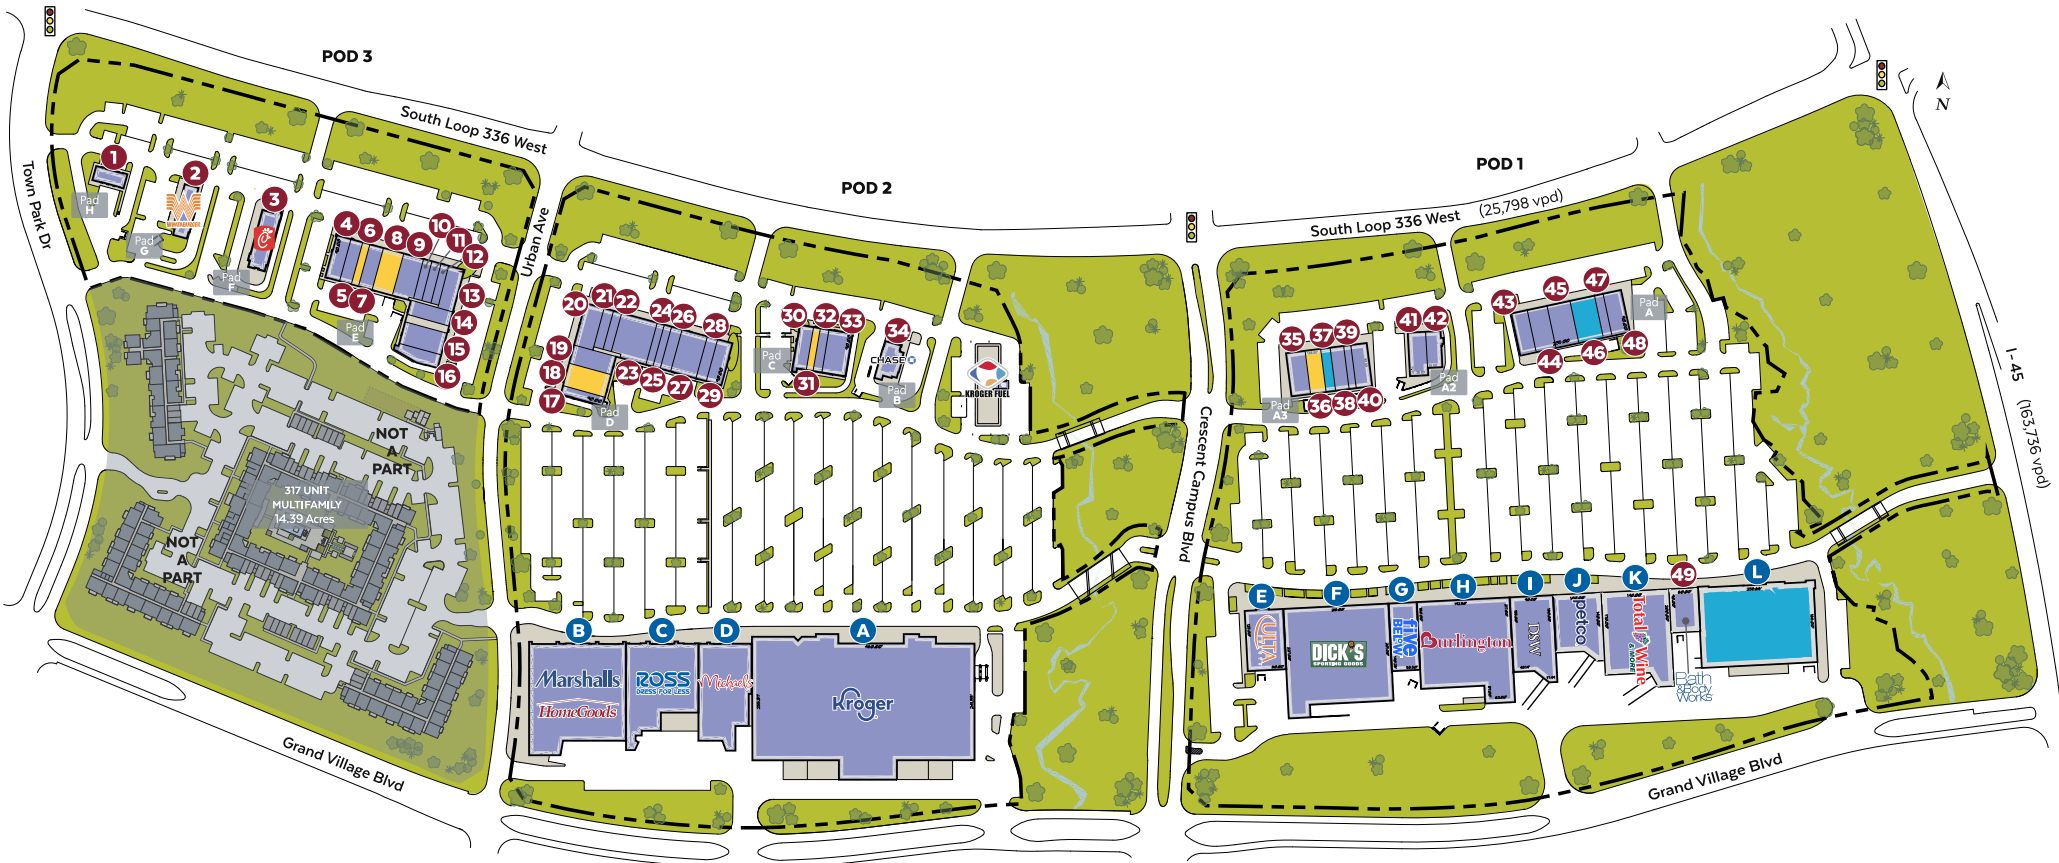 POD 3
South Loop 336 West
Town Park Dr
Urban Ave
1
2
3
4
6
8
9
10
11
12
5
7
13
14
15
16
Pad
H
Pad
G
Pad
F
Pad
E
WHATABURGER
NOT
A
PART
317 UNIT
MULTIFAMILY
14.39 Acres
NOT
A
PART
Grand Village Blvd
POD 2
20
21
22
24
26
28
19
18
17
23
25
27
29
30
32
33
31
34
Pad
D
Pad
C
Pad
B
CHASE
KROGER FUEL
B
C
D
A
Marshalls
HomeGoods
ROSS
DRESS FOR LESS
Michaels
Kroger
Crescent Campus Blvd
POD 1
South Loop 336 West (25,798 vpd)
N
I-45 (163,736 vpd)
35
37
39
36
38
40
41
42
43
45
47
44
46
48
Pad
A3
Pad
A2
Pad
A
E
F
G
H
I
J
K
49
L
ULTA
DICK'S
SPORTING GOODS
five
BEL°W
Burlington
DSW
petco
Total Wine
& MORE
Bath
&Body
Works
Grand Village Blvd